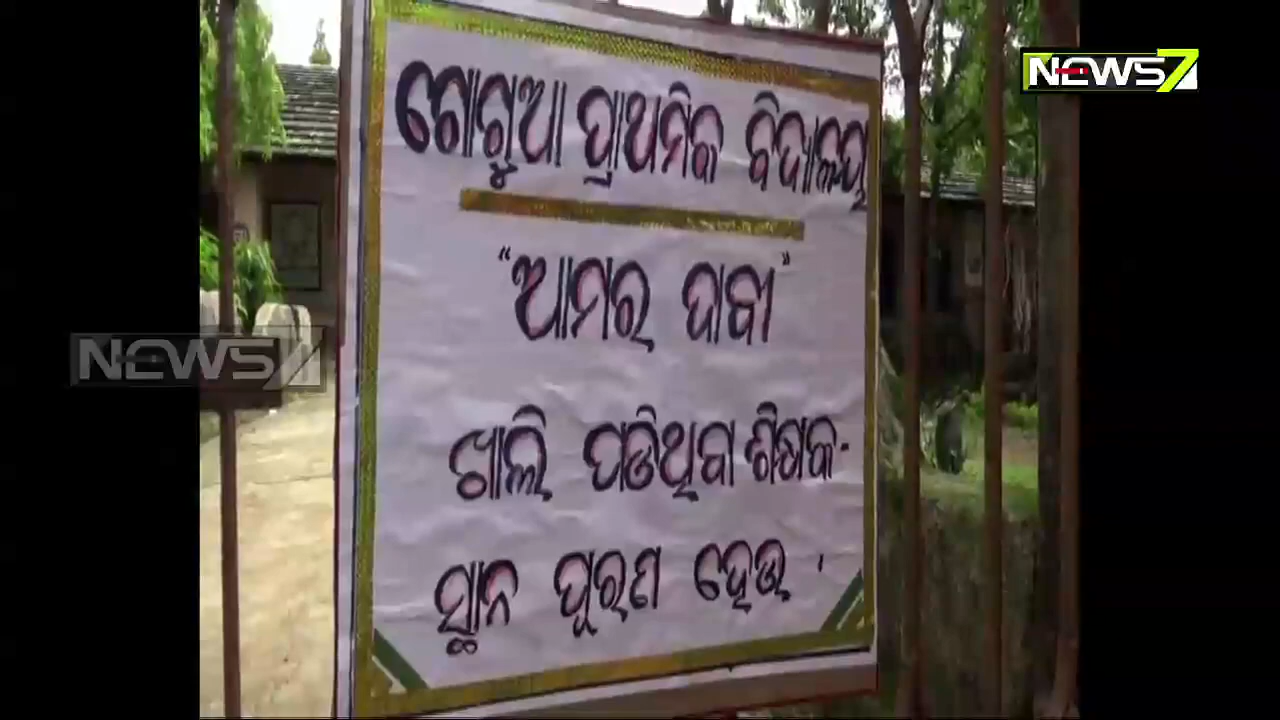 NEWS7
ଗୋଗୁଆ ପ୍ରାଥମିକ ବିଦ୍ୟାଳୟ
"ଆମର ଦାବୀ"
NEWS7
ଖାଲି ପଡିଥିବା ଶିକ୍ଷକ
ସ୍ଥାନ ପୂରଣ ହେଉ .